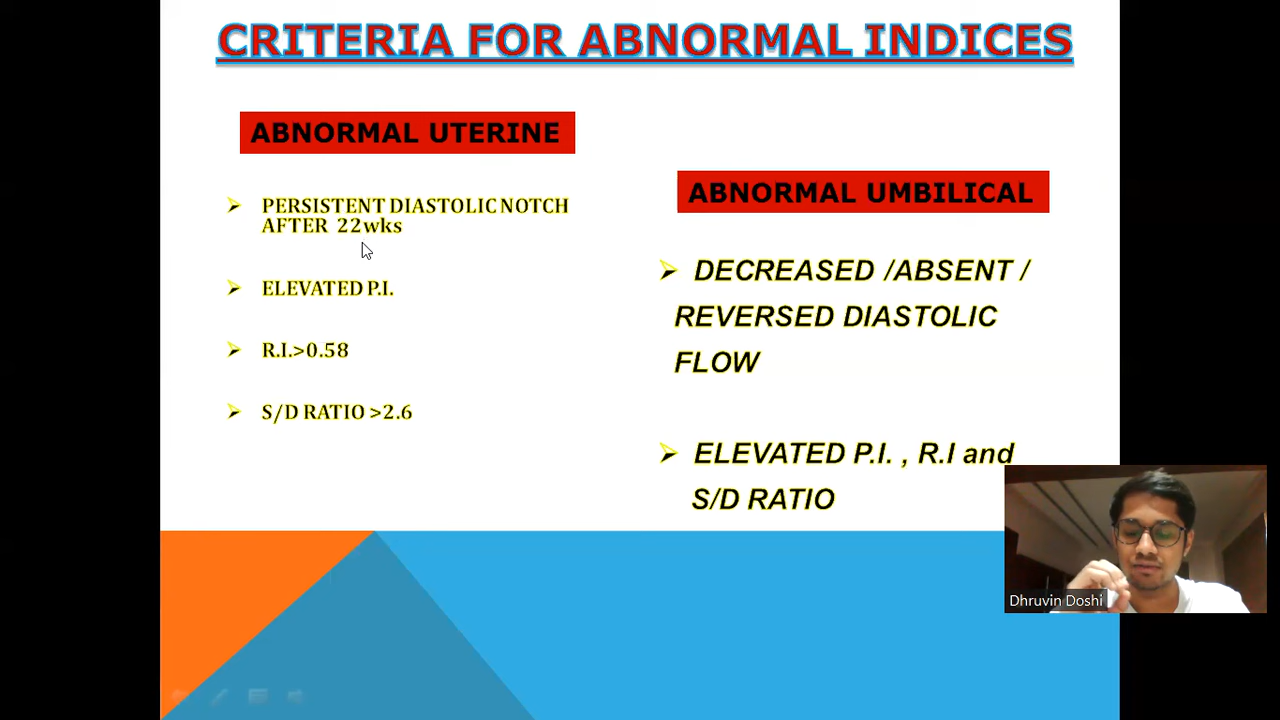 CRITERIA FOR ABNORMAL INDICES
ABNORMAL UTERINE
PERSISTENT DIASTOLIC NOTCH
AFTER 22wks
ELEVATED P.I.
R.I.>0.58
S/D RATIO >2.6
ABNORMAL UMBILICAL
DECREASED /ABSENT /
REVERSED DIASTOLIC
FLOW
ELEVATED P.I. , R.I and
S/D RATIO
Dhruvin Doshi